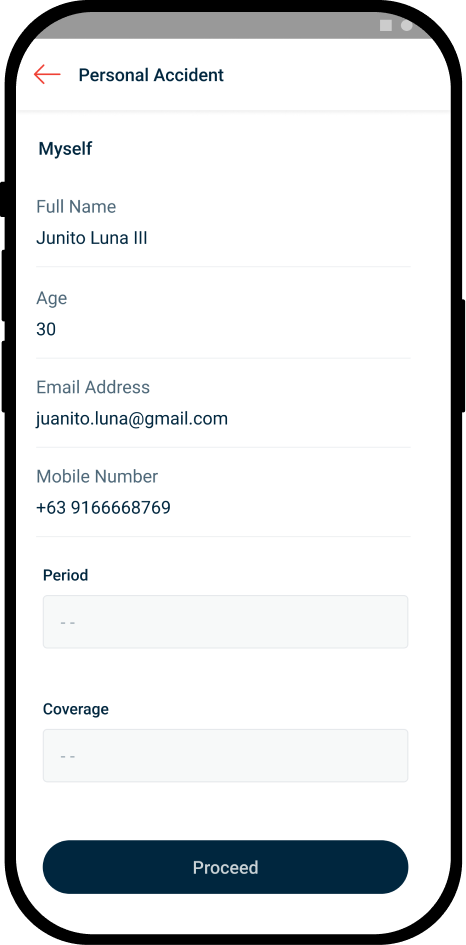 Personal Accident
Myself
Full Name
Junito Luna III
Age
30
Email Address
juanito.luna@gmail.com
Mobile Number
+63 9166668769
Period
- -
Coverage
- -
Proceed